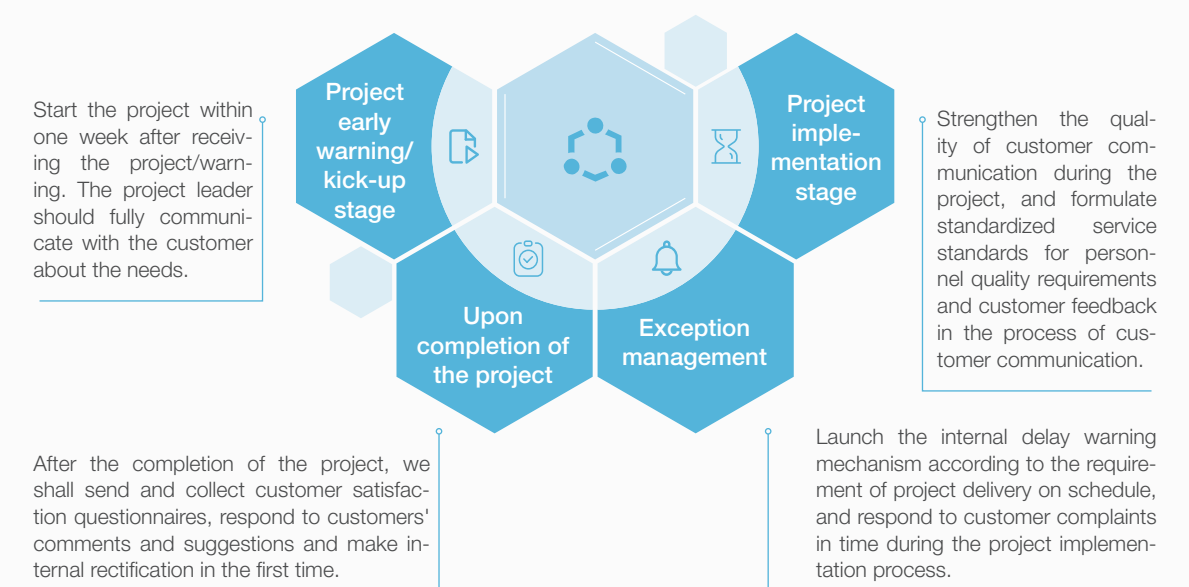 Start the project within
one week after receiv-
ing the project/warn-
ing. The project leader
should fully communi-
cate with the customer
about the needs.
Project
early
warning/
kick-up
stage
Project
imple-
mentation
stage
Strengthen the qual-
ity of customer com-
munication during the
project, and formulate
standardized service
standards for person-
nel quality requirements
and customer feedback
in the process of cus-
tomer communication.
Upon
completion of
the project
Exception
management
After the completion of the project, we
shall send and collect customer satisfac-
tion questionnaires, respond to customers'
comments and suggestions and make in-
ternal rectification in the first time.
Launch the internal delay warning
mechanism according to the require-
ment of project delivery on schedule,
and respond to customer complaints
in time during the project implemen-
tation process.